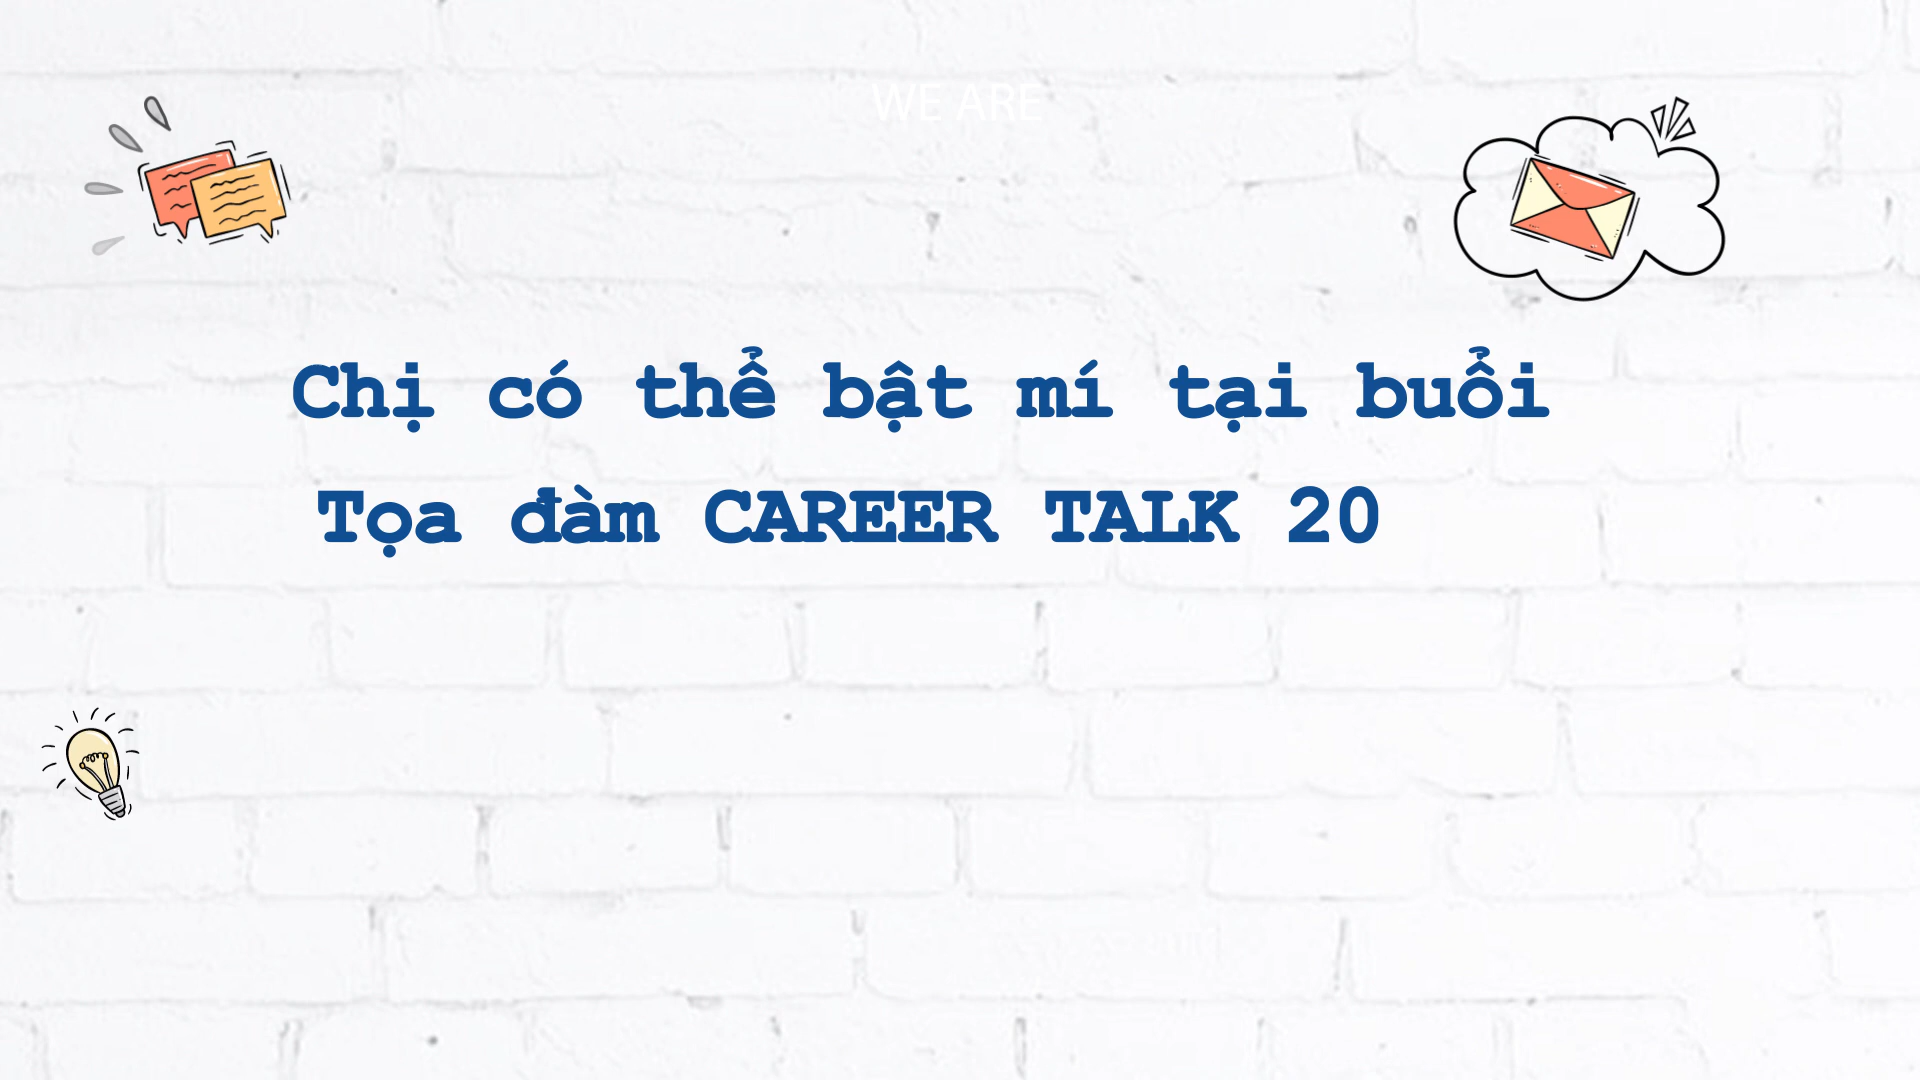 WE ARE
Chị có thể bật mí tại buổi
Tọa đàm CAREER TALK 20